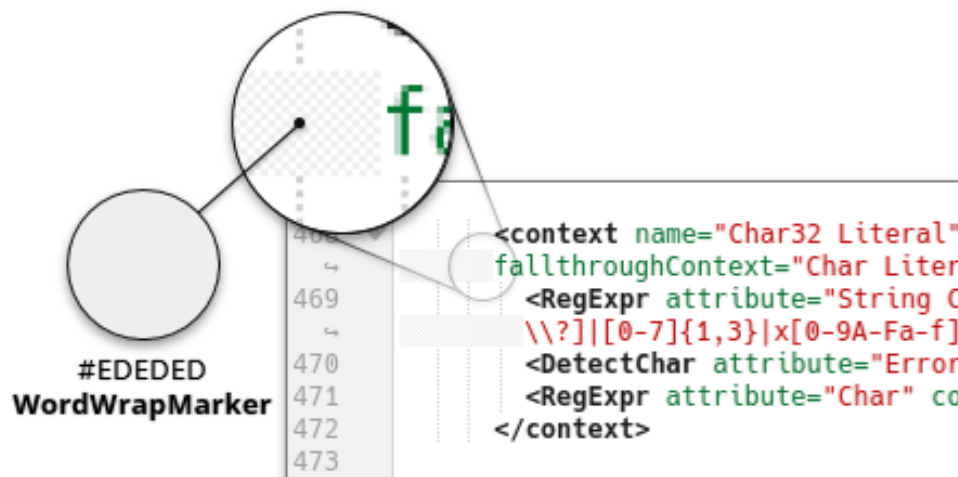 fa
468 <context name="Char32 Literal"
↪ fallthroughContext="Char Liter
469 <RegExpr attribute="String C
↪ \\?]|[0-7]{1,3}|x[0-9A-Fa-f]
470 <DetectChar attribute="Error
471 <RegExpr attribute="Char" co
472 </context>
473
#EDEDED
WordWrapMarker